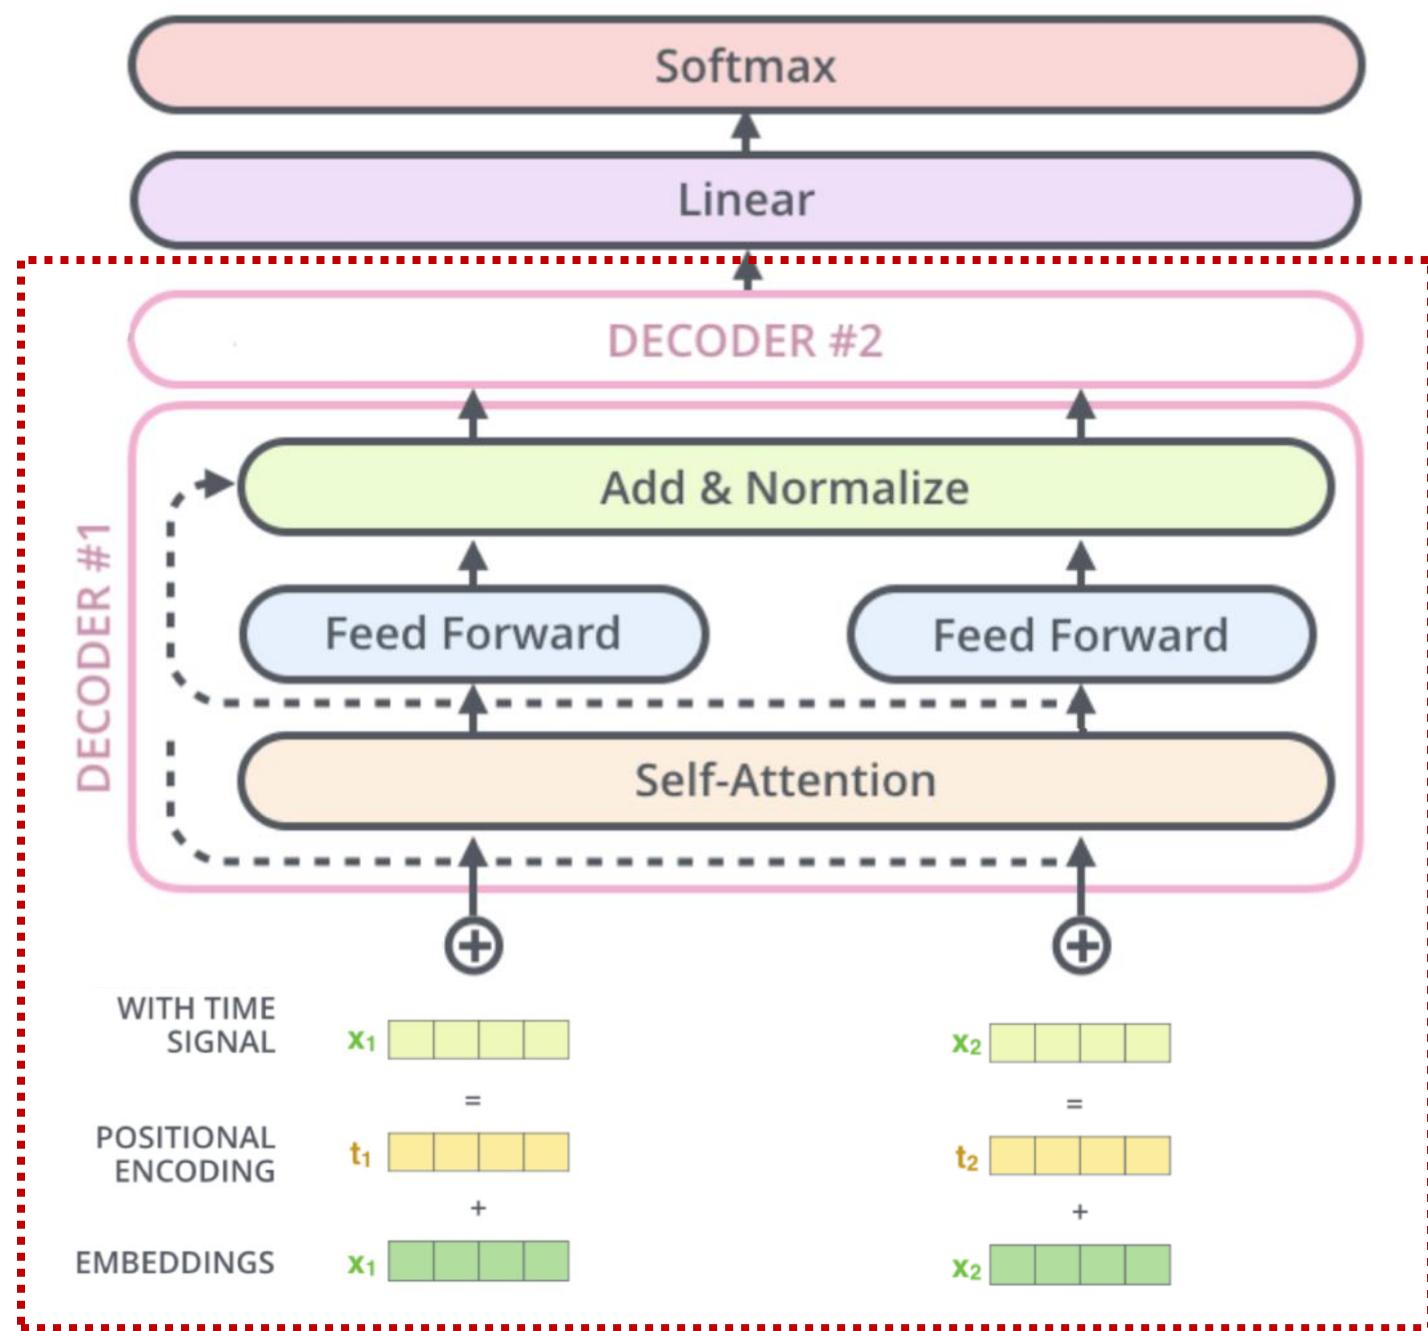 Softmax
Linear
DECODER #2
DECODER #1
Add & Normalize
Feed Forward
Feed Forward
Self-Attention
WITH TIME
SIGNAL
x₁
x₂
=
=
POSITIONAL
ENCODING
t₁
t₂
+
+
EMBEDDINGS
x₁
x₂